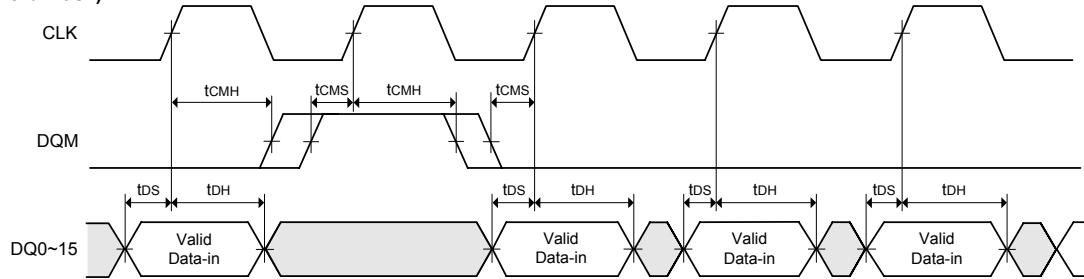 CLK
tCMH
tCMS
tCMH
tCMS
DQM
tDS
tDH
tDS
tDH
tDS
tDH
tDS
tDH
DQ0~15
Valid
Data-in
Valid
Data-in
Valid
Data-in
Valid
Data-in